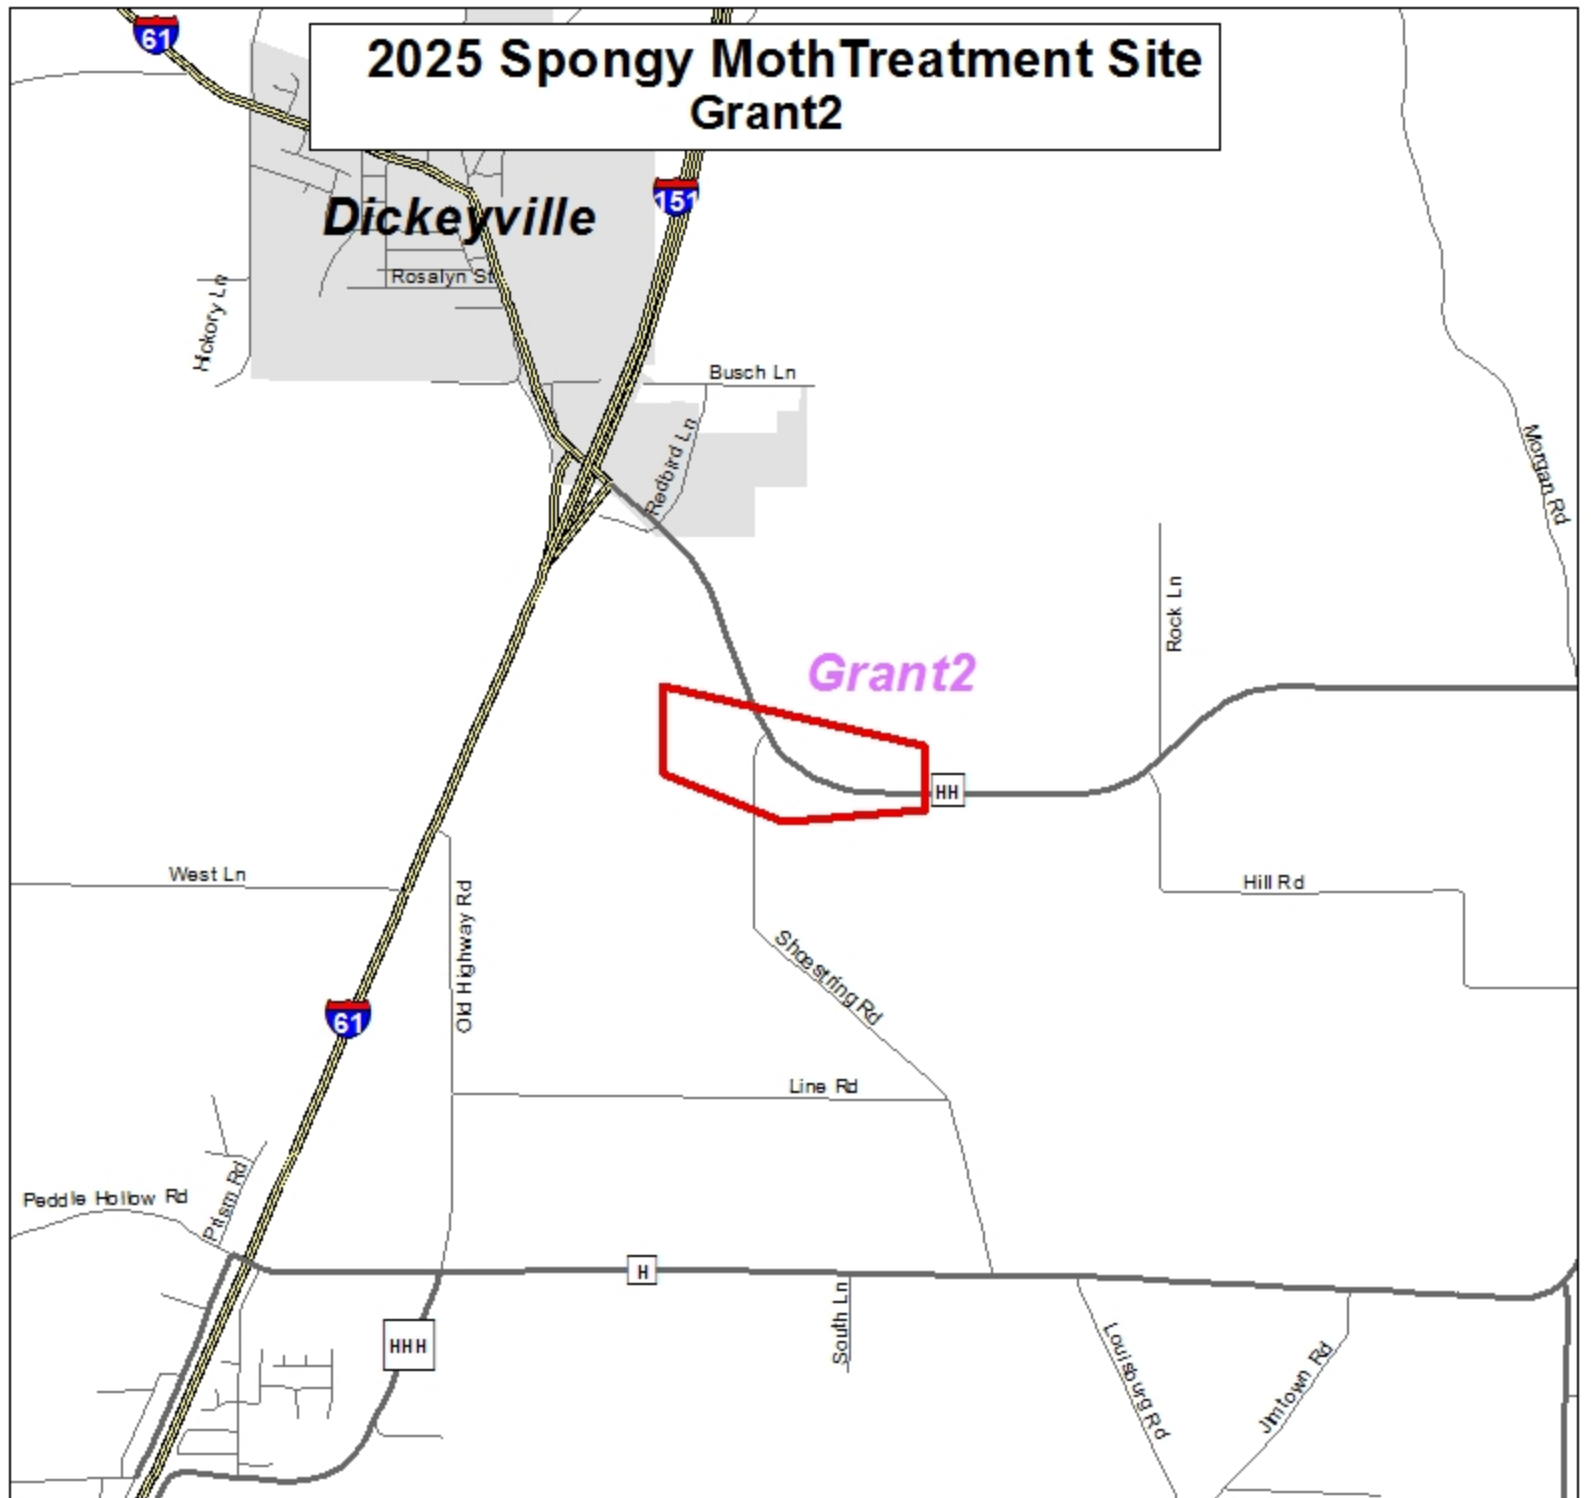 61
2025 Spongy MothTreatment Site
Grant2
151
Dickeyville
Rosalyn St
Hickory Ln
Busch Ln
Redbird Ln
Morgan Rd
Rock Ln
Grant2
HH
West Ln
Hill Rd
Old Highway Rd
Shoestring Rd
61
Line Rd
Peddle Hollow Rd
Prism Rd
H
South Ln
HHH
Louisburg Rd
Jimtown Rd